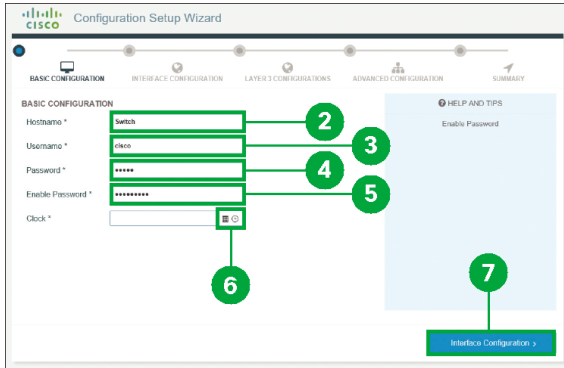 CISCO Configuration Setup Wizard
BASIC CONFIGURATION INTERFACE CONFIGURATION LAYER 3 CONFIGURATIONS ADVANCED CONFIGURATION SUMMARY
BASIC CONFIGURATION
Hostname * Switch 2
Username * cisco 3
Password * ••••• 4
Enable Password * ••••••••• 5
Clock *
6
HELP AND TIPS
Enable Password
7
Interface Configuration >